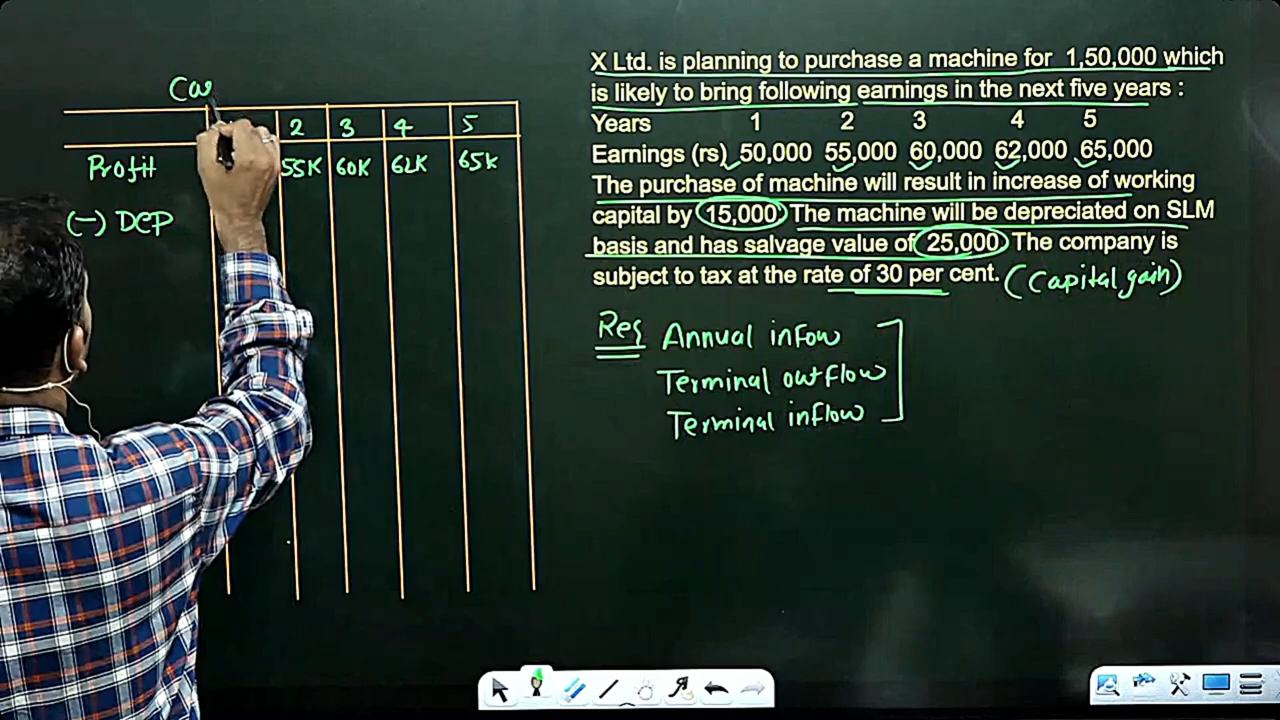 Ca
2 3 4 5
Profit 55K 60K 62K 65K
(-) DEP
X Ltd. is planning to purchase a machine for 1,50,000 which
is likely to bring following earnings in the next five years :
Years 1 2 3 4 5
Earnings (rs) 50,000 55,000 60,000 62,000 65,000
The purchase of machine will result in increase of working
capital by 15,000. The machine will be depreciated on SLM
basis and has salvage value of 25,000 The company is
subject to tax at the rate of 30 per cent. (Capital gain)
Req Annual infow
Terminal outflow
Terminal inflow